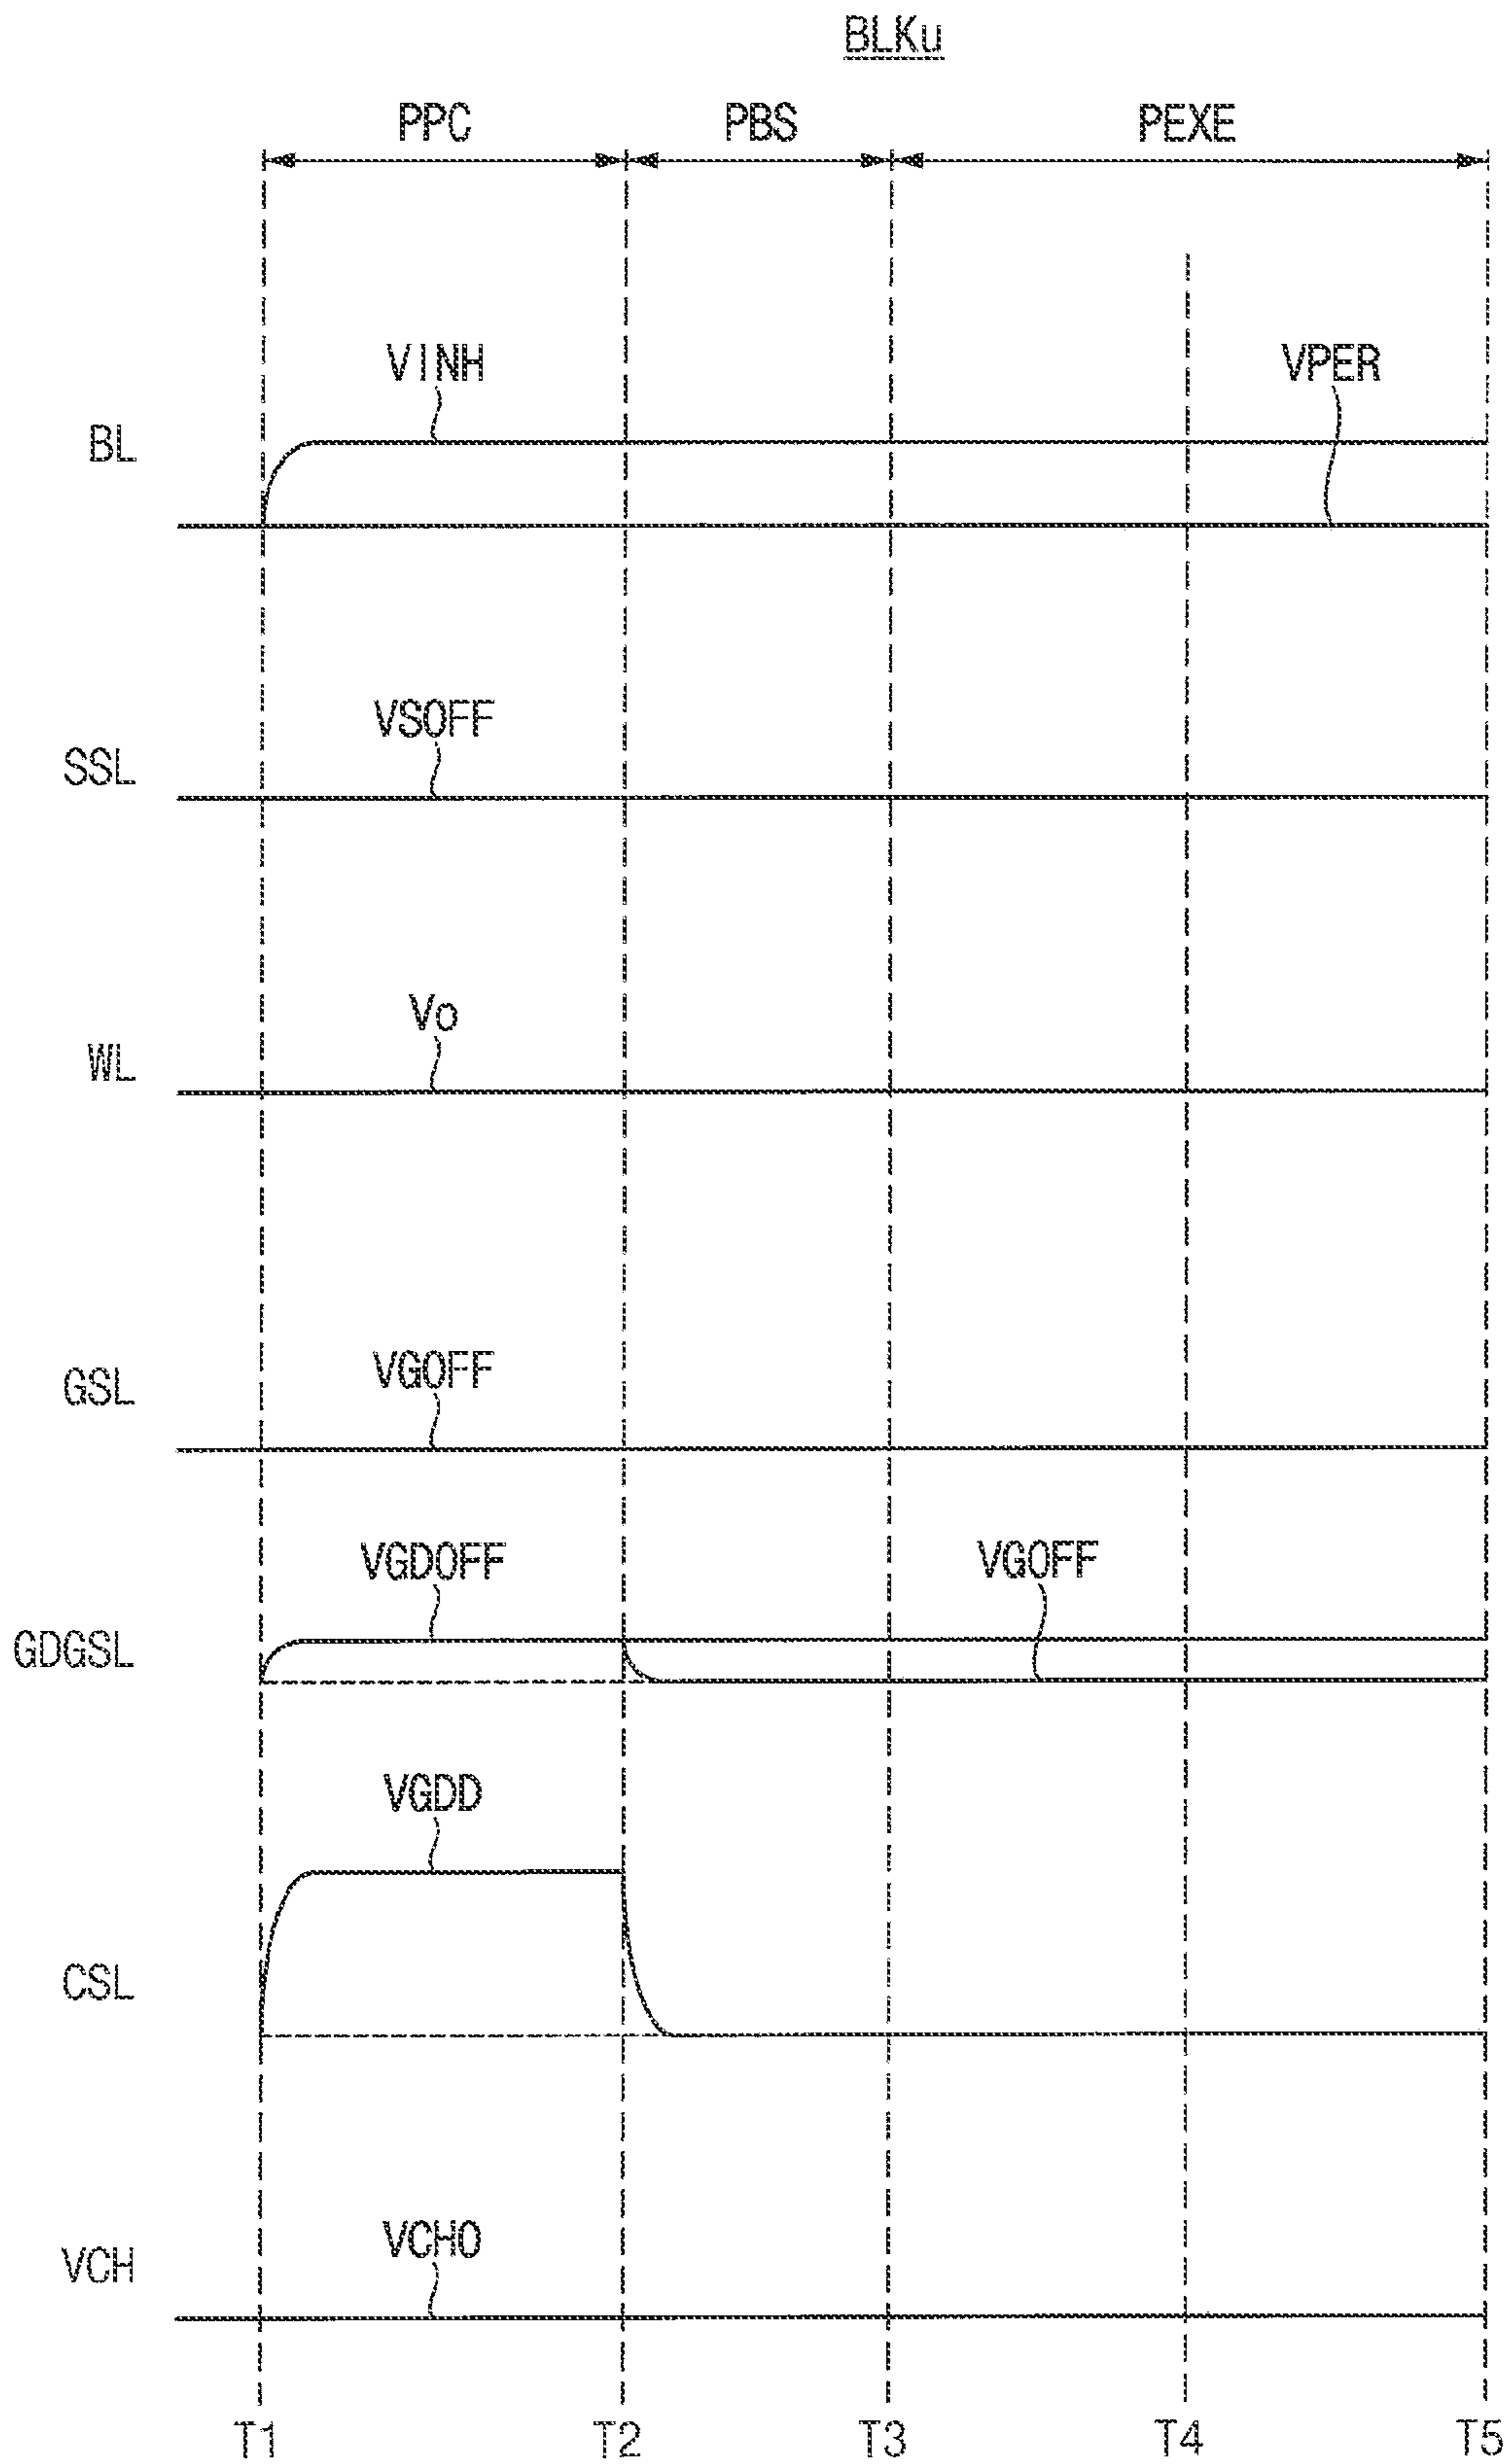 BLKu
PPC PBS PEXE
VINH VPER
BL
VSOFF
SSL
Vo
WL
VGOFF
GSL
VGDOFF VGOFF
GDGSL
VGDD
CSL
VCHO
VCH
T1 T2 T3 T4 T5